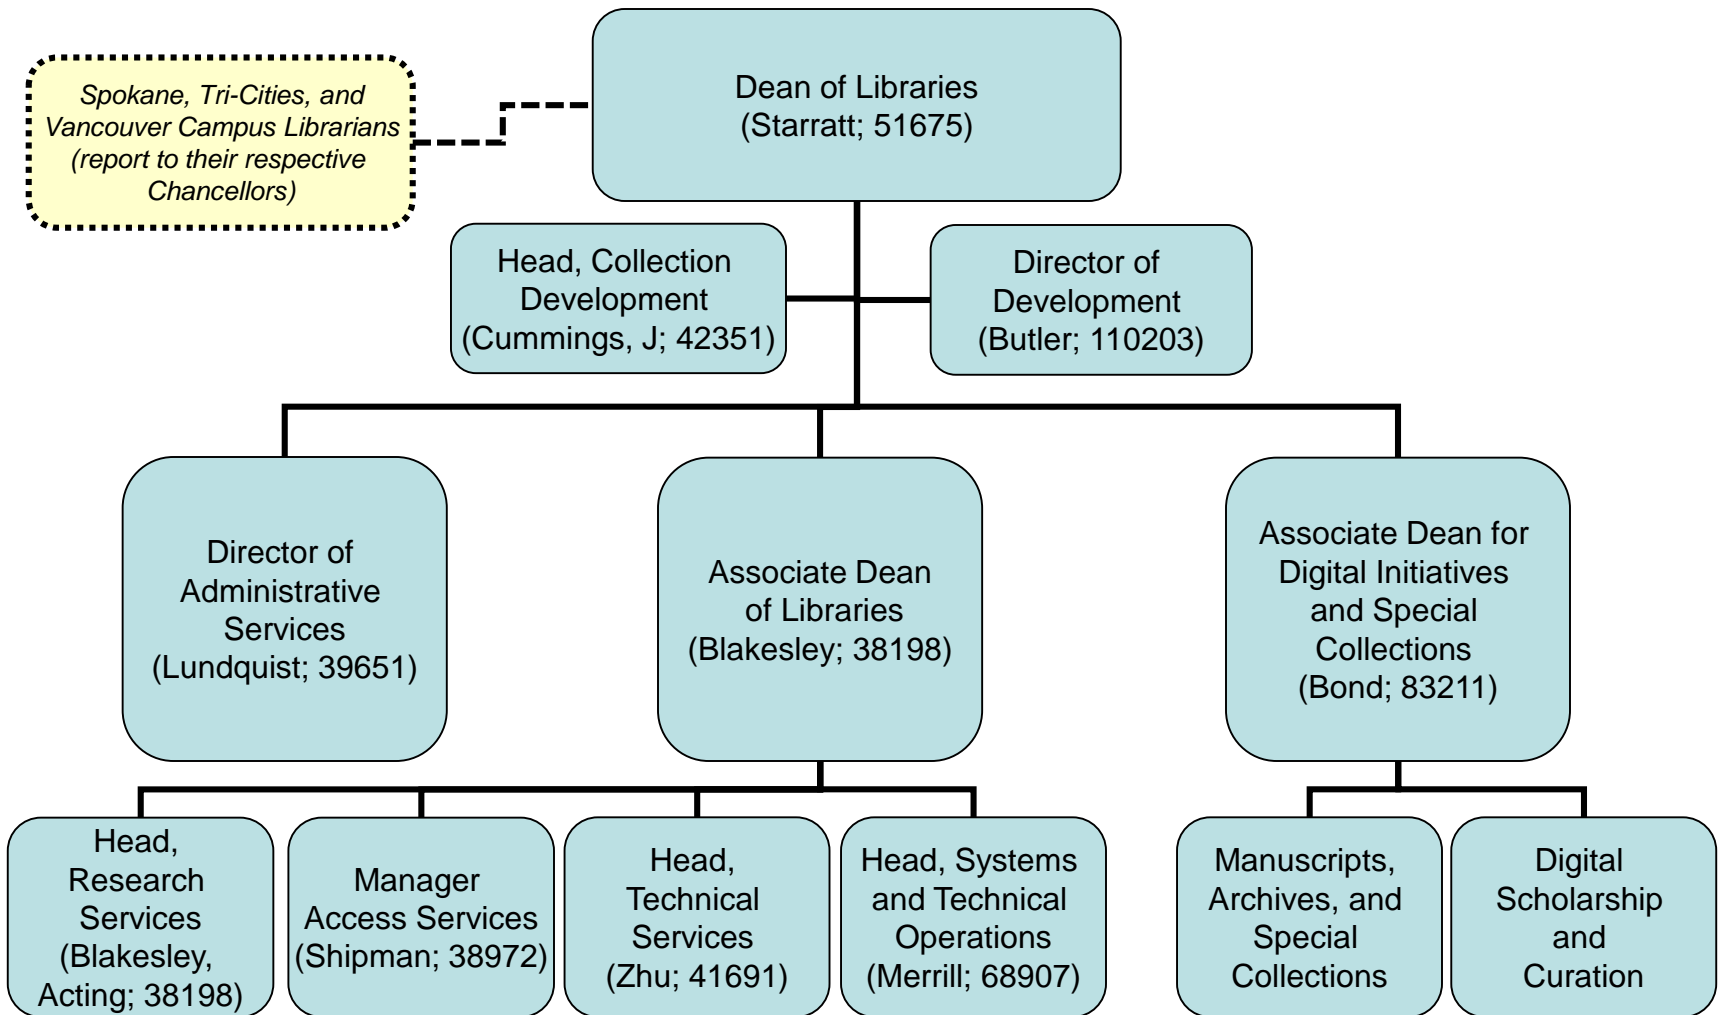 Dean of Libraries
(Starratt; 51675)
Spokane, Tri-Cities, and
Vancouver Campus Librarians
(report to their respective
Chancellors)
Head, Collection
Development
(Cummings, J; 42351)
Director of
Development
(Butler; 110203)
Director of
Administrative
Services
(Lundquist; 39651)
Associate Dean
of Libraries
(Blakesley; 38198)
Associate Dean for
Digital Initiatives
and Special
Collections
(Bond; 83211)
Head,
Research
Services
(Blakesley,
Acting; 38198)
Manager
Access Services
(Shipman; 38972)
Head,
Technical
Services
(Zhu; 41691)
Head, Systems
and Technical
Operations
(Merrill; 68907)
Manuscripts,
Archives, and
Special
Collections
Digital
Scholarship
and
Curation